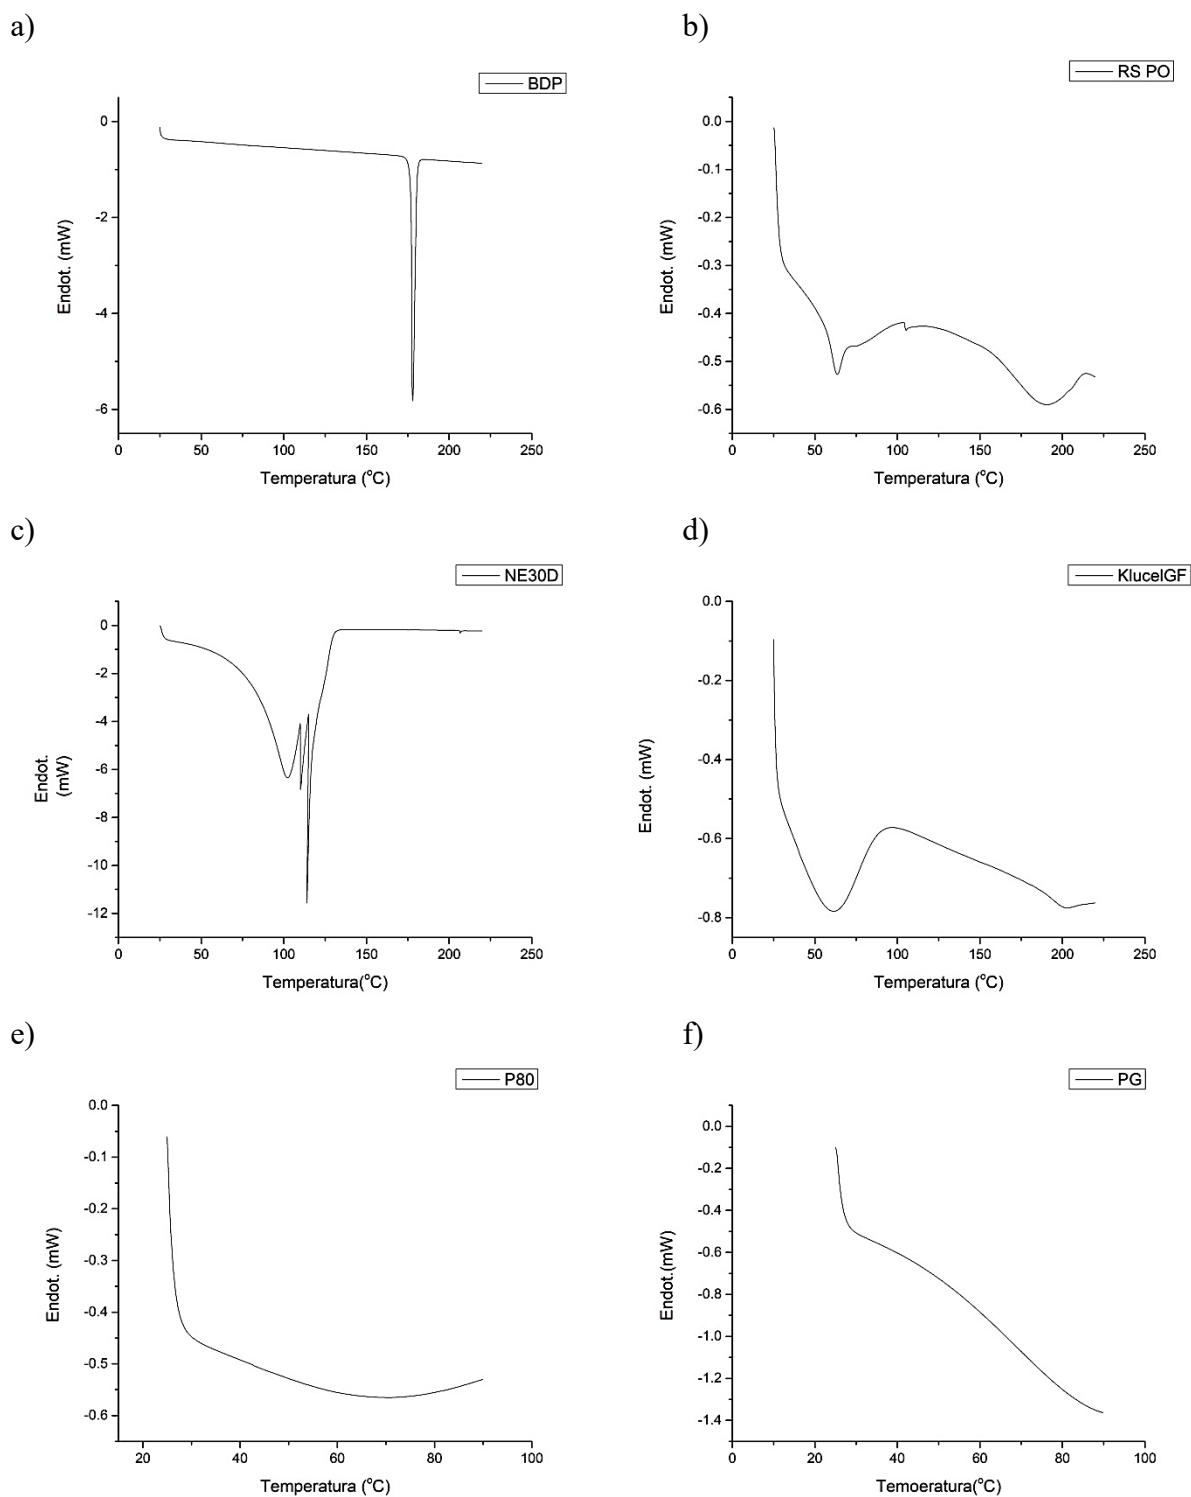 a)
BDP
0
-2
-4
-6
Endot. (mW)
0 50 100 150 200 250
Temperatura (°C)
b)
RS PO
0.0
-0.1
-0.2
-0.3
-0.4
-0.5
-0.6
Endot. (mW)
0 50 100 150 200 250
Temperatura (°C)
c)
NE30D
0
-2
-4
-6
-8
-10
-12
Endot.
(mW)
0 50 100 150 200 250
Temperatura(°C)
d)
KlucelGF
0.0
-0.2
-0.4
-0.6
-0.8
Endot. (mW)
0 50 100 150 200 250
Temperatura (°C)
e)
P80
0.0
-0.1
-0.2
-0.3
-0.4
-0.5
-0.6
Endot. (mW)
20 40 60 80 100
Temperatura (°C)
f)
PG
0.0
-0.2
-0.4
-0.6
-0.8
-1.0
-1.2
-1.4
Endot.(mW)
0 20 40 60 80 100
Temoeratura(°C)